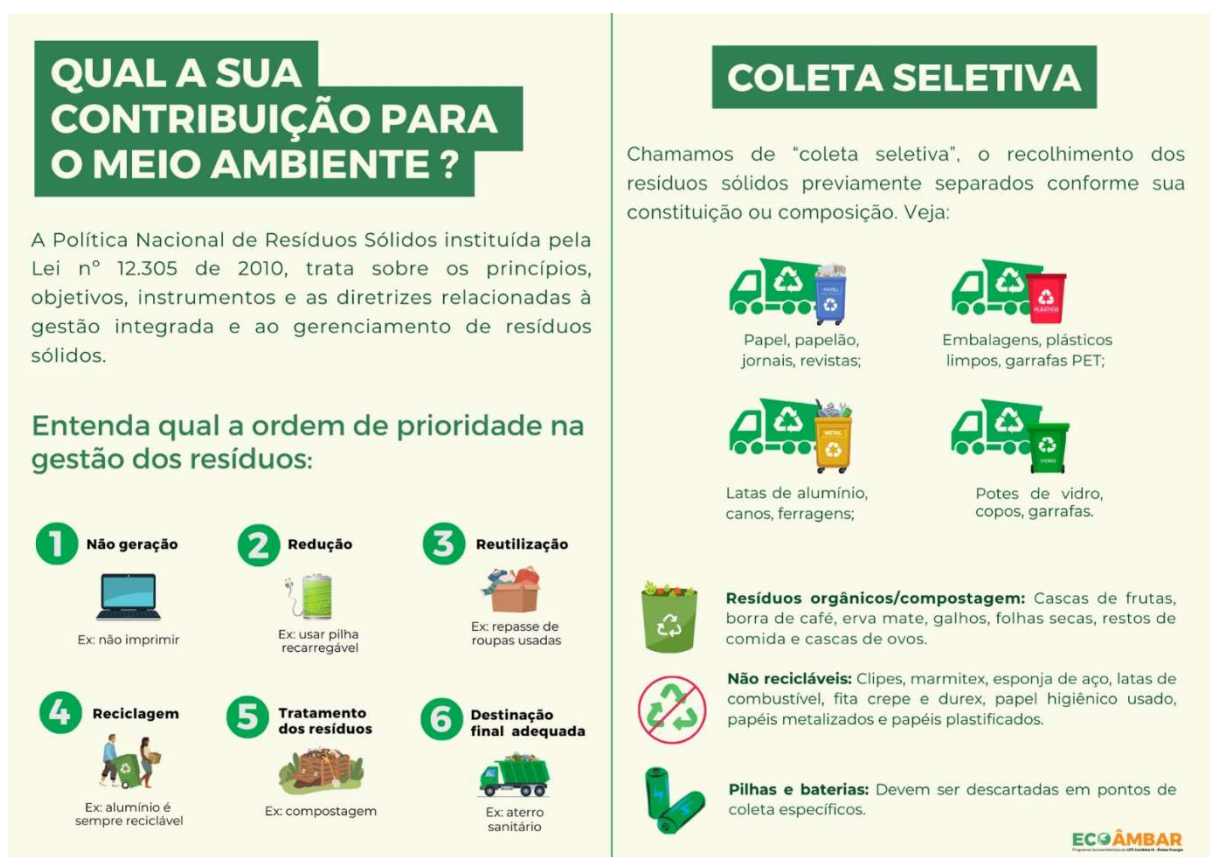 QUAL A SUA
CONTRIBUIÇÃO PARA
O MEIO AMBIENTE ?
A Política Nacional de Resíduos Sólidos instituída pela
Lei nº 12.305 de 2010, trata sobre os princípios,
objetivos, instrumentos e as diretrizes relacionadas à
gestão integrada e ao gerenciamento de resíduos
sólidos.
Entenda qual a ordem de prioridade na
gestão dos resíduos:
1 Não geração
Ex: não imprimir
2 Redução
Ex: usar pilha
recarregável
3 Reutilização
Ex: repasse de
roupas usadas
4 Reciclagem
Ex: alumínio é
sempre reciclável
5 Tratamento
dos resíduos
Ex: compostagem
6 Destinação
final adequada
Ex: aterro
sanitário
COLETA SELETIVA
Chamamos de “coleta seletiva”, o recolhimento dos
resíduos sólidos previamente separados conforme sua
constituição ou composição. Veja:
PAPEL
Papel, papelão,
jornais, revistas;
PLÁSTICO
Embalagens, plásticos
limpos, garrafas PET;
METAL
Latas de alumínio,
canos, ferragens;
VIDRO
Potes de vidro,
copos, garrafas.
Resíduos orgânicos/compostagem: Cascas de frutas,
borra de café, erva mate, galhos, folhas secas, restos de
comida e cascas de ovos.
Não recicláveis: Clipes, marmitex, esponja de aço, latas de
combustível, fita crepe e durex, papel higiênico usado,
papéis metalizados e papéis plastificados.
Pilhas e baterias: Devem ser descartadas em pontos de
coleta específicos.
ECOÂMBAR